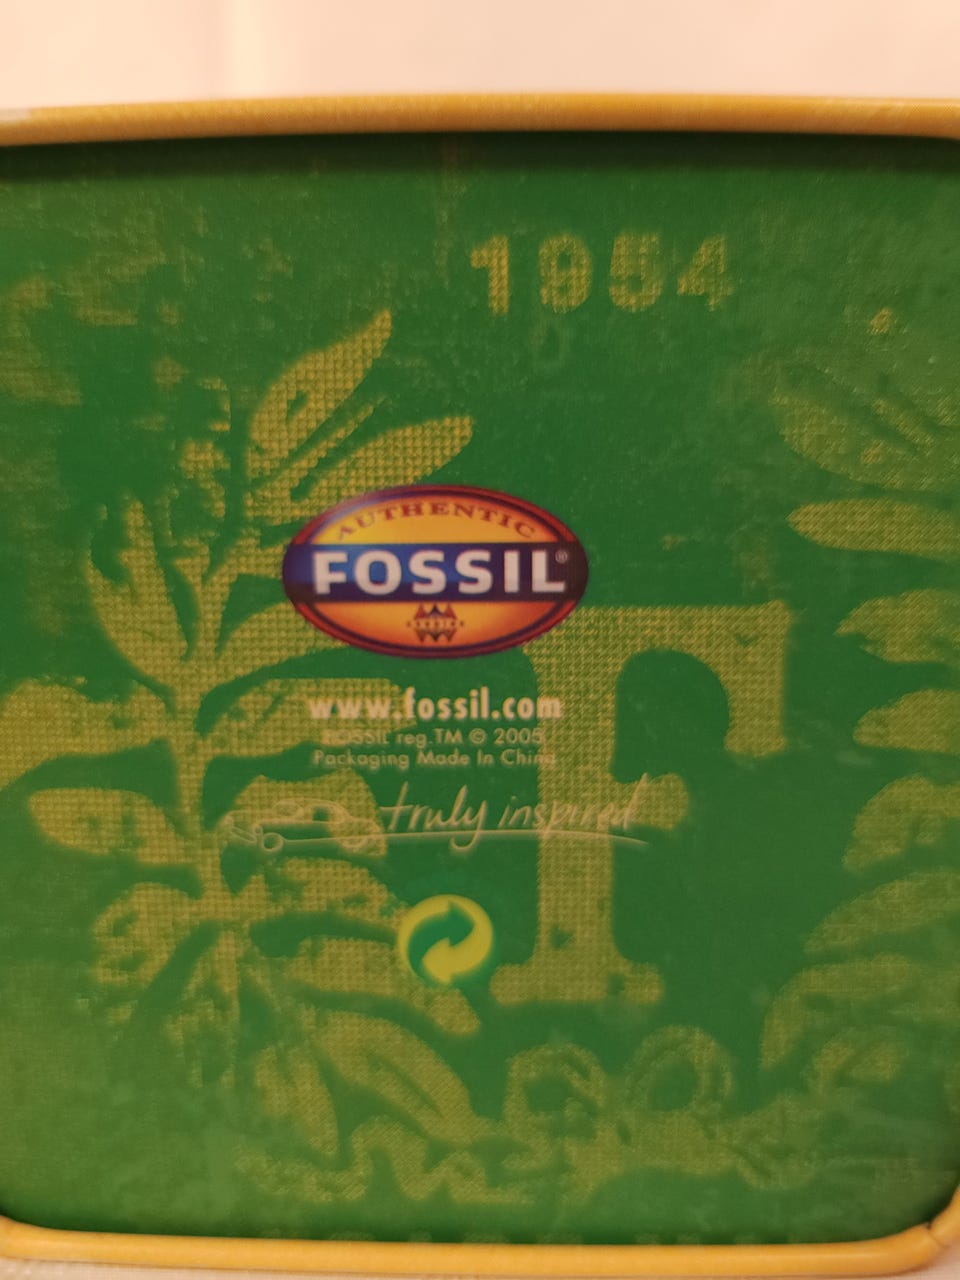 1954
AUTHENTIC
FOSSIL®
www.fossil.com
FOSSIL reg.TM © 2005
Packaging Made In China
truly inspired
F